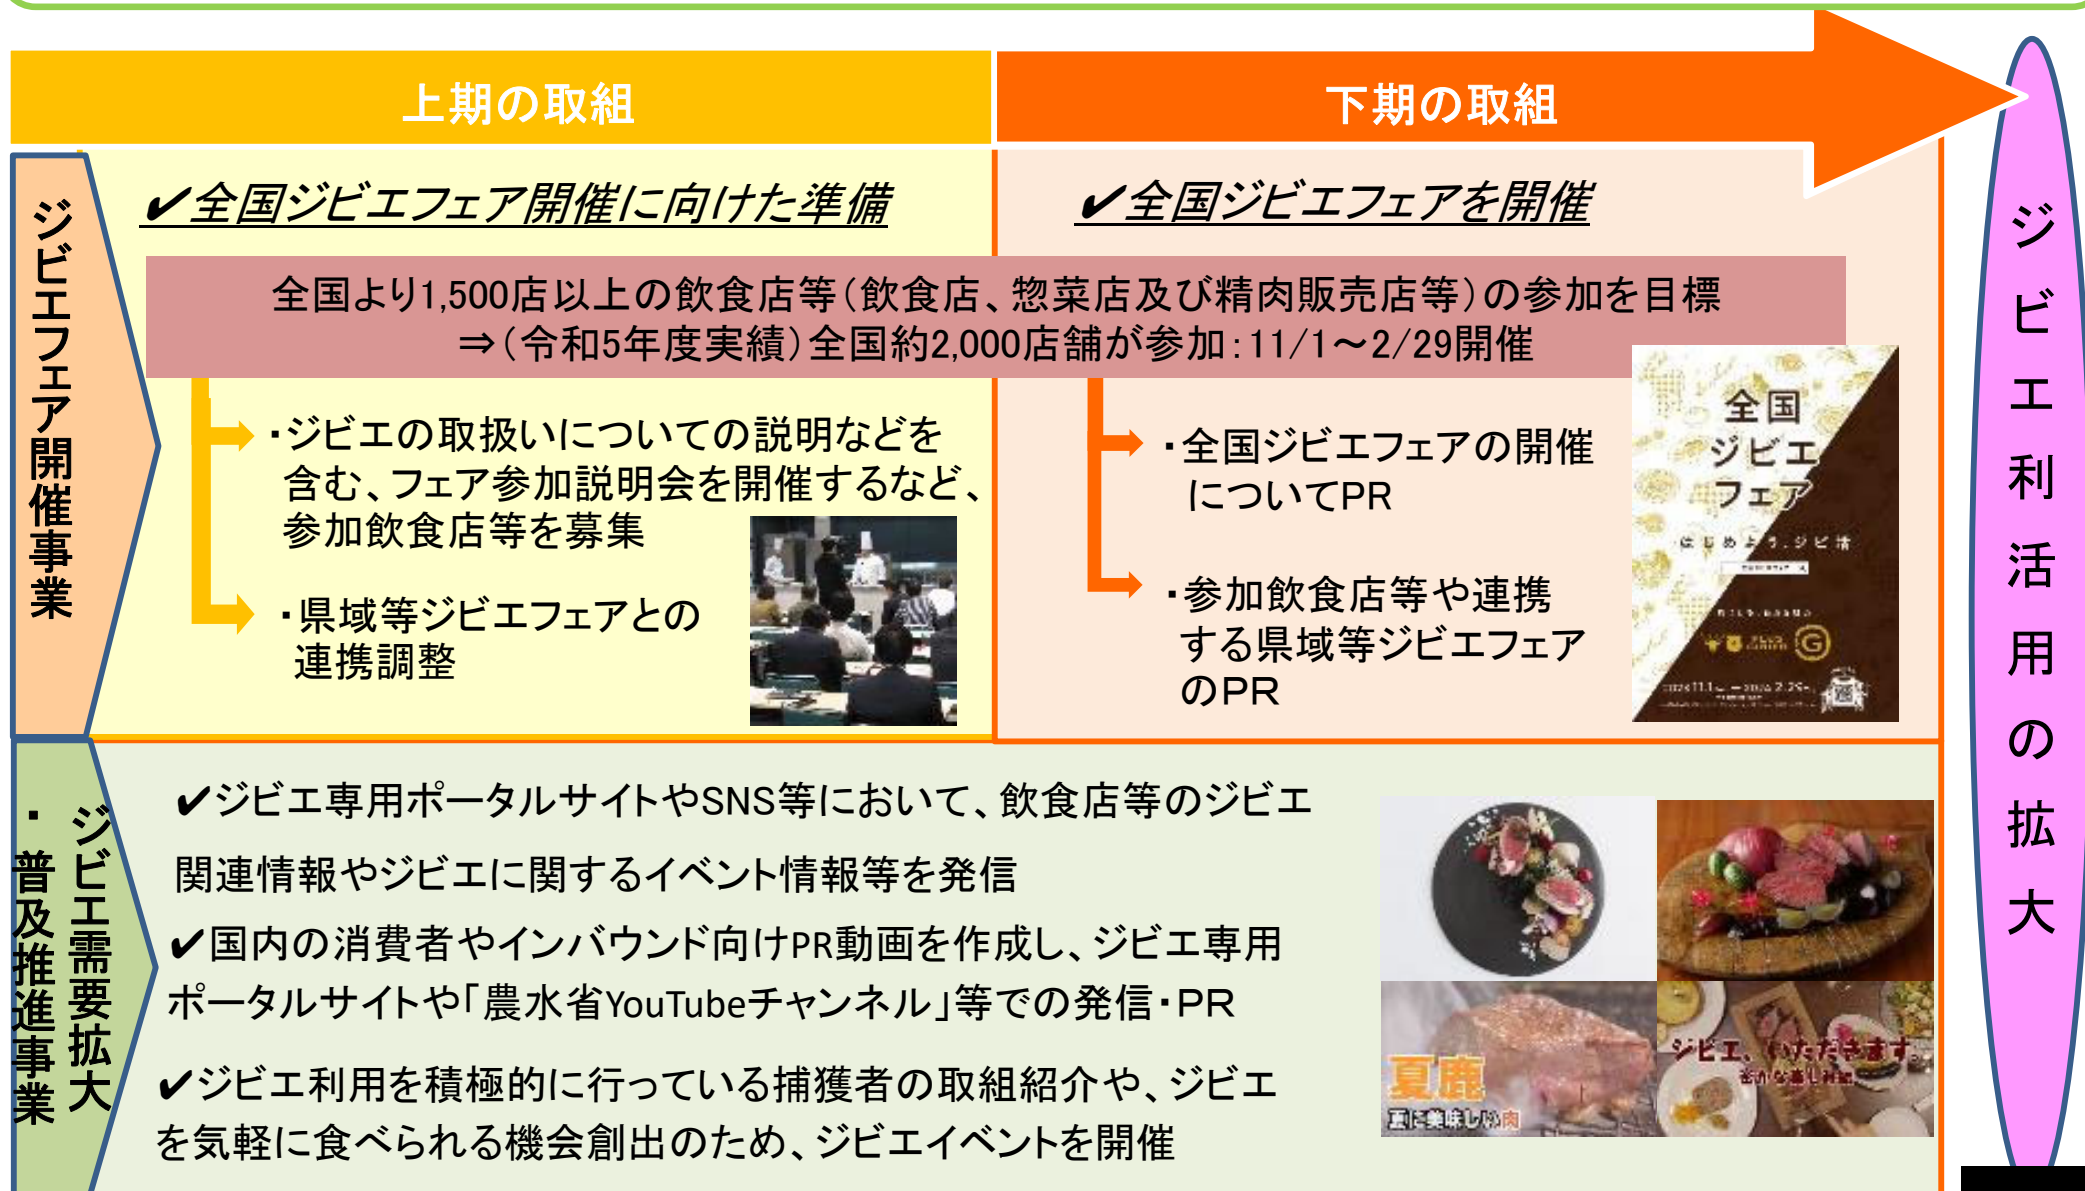 上期の取組
下期の取組
ジビエフェア開催事業
✔全国ジビエフェア開催に向けた準備
✔全国ジビエフェアを開催
全国より1,500店以上の飲食店等（飲食店、惣菜店及び精肉販売店等）の参加を目標
⇒（令和5年度実績）全国約2,000店舗が参加：11/1～2/29開催
・ジビエの取扱いについての説明などを
含む、フェア参加説明会を開催するなど、
参加飲食店等を募集
・県域等ジビエフェアとの
連携調整
・全国ジビエフェアの開催
についてPR
・参加飲食店等や連携
する県域等ジビエフェア
のPR
全国
ジビエ
フェア
はじめよう、ジビ活
ジビエ需要拡大
・普及推進事業
✔ジビエ専用ポータルサイトやSNS等において、飲食店等のジビエ
関連情報やジビエに関するイベント情報等を発信
✔国内の消費者やインバウンド向けPR動画を作成し、ジビエ専用
ポータルサイトや「農水省YouTubeチャンネル」等での発信・PR
✔ジビエ利用を積極的に行っている捕獲者の取組紹介や、ジビエ
を気軽に食べられる機会創出のため、ジビエイベントを開催
夏鹿
夏に美味しい肉
ジビエ、いただきます。
ジビエ利活用の拡大